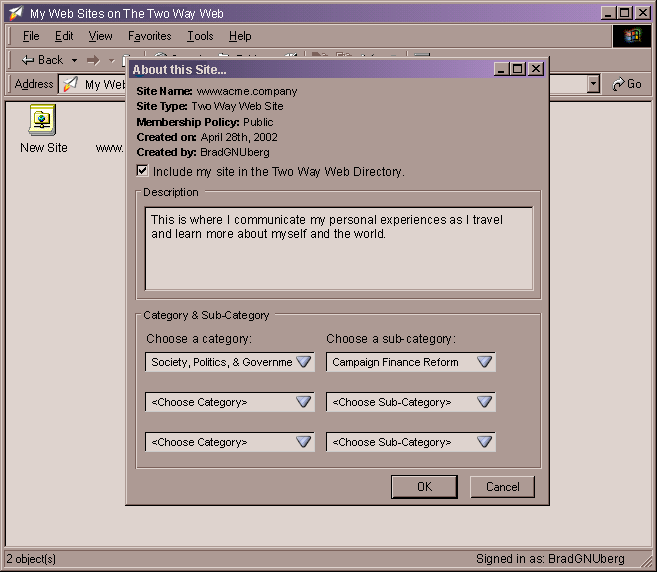 My Web Sites on The Two Way Web
File Edit View Favorites Tools Help
Back
Address My Web
Go
New Site
www.
About this Site...
Site Name: www.acme.company
Site Type: Two Way Web Site
Membership Policy: Public
Created on: April 28th, 2002
Created by: BradGNUberg
Include my site in the Two Way Web Directory.
Description
This is where I communicate my personal experiences as I travel
and learn more about myself and the world.
Category & Sub-Category
Choose a category: Choose a sub-category:
Society, Politics, & Governme Campaign Finance Reform
<Choose Category> <Choose Sub-Category>
<Choose Category> <Choose Sub-Category>
OK Cancel
2 object(s) Signed in as: BradGNUberg